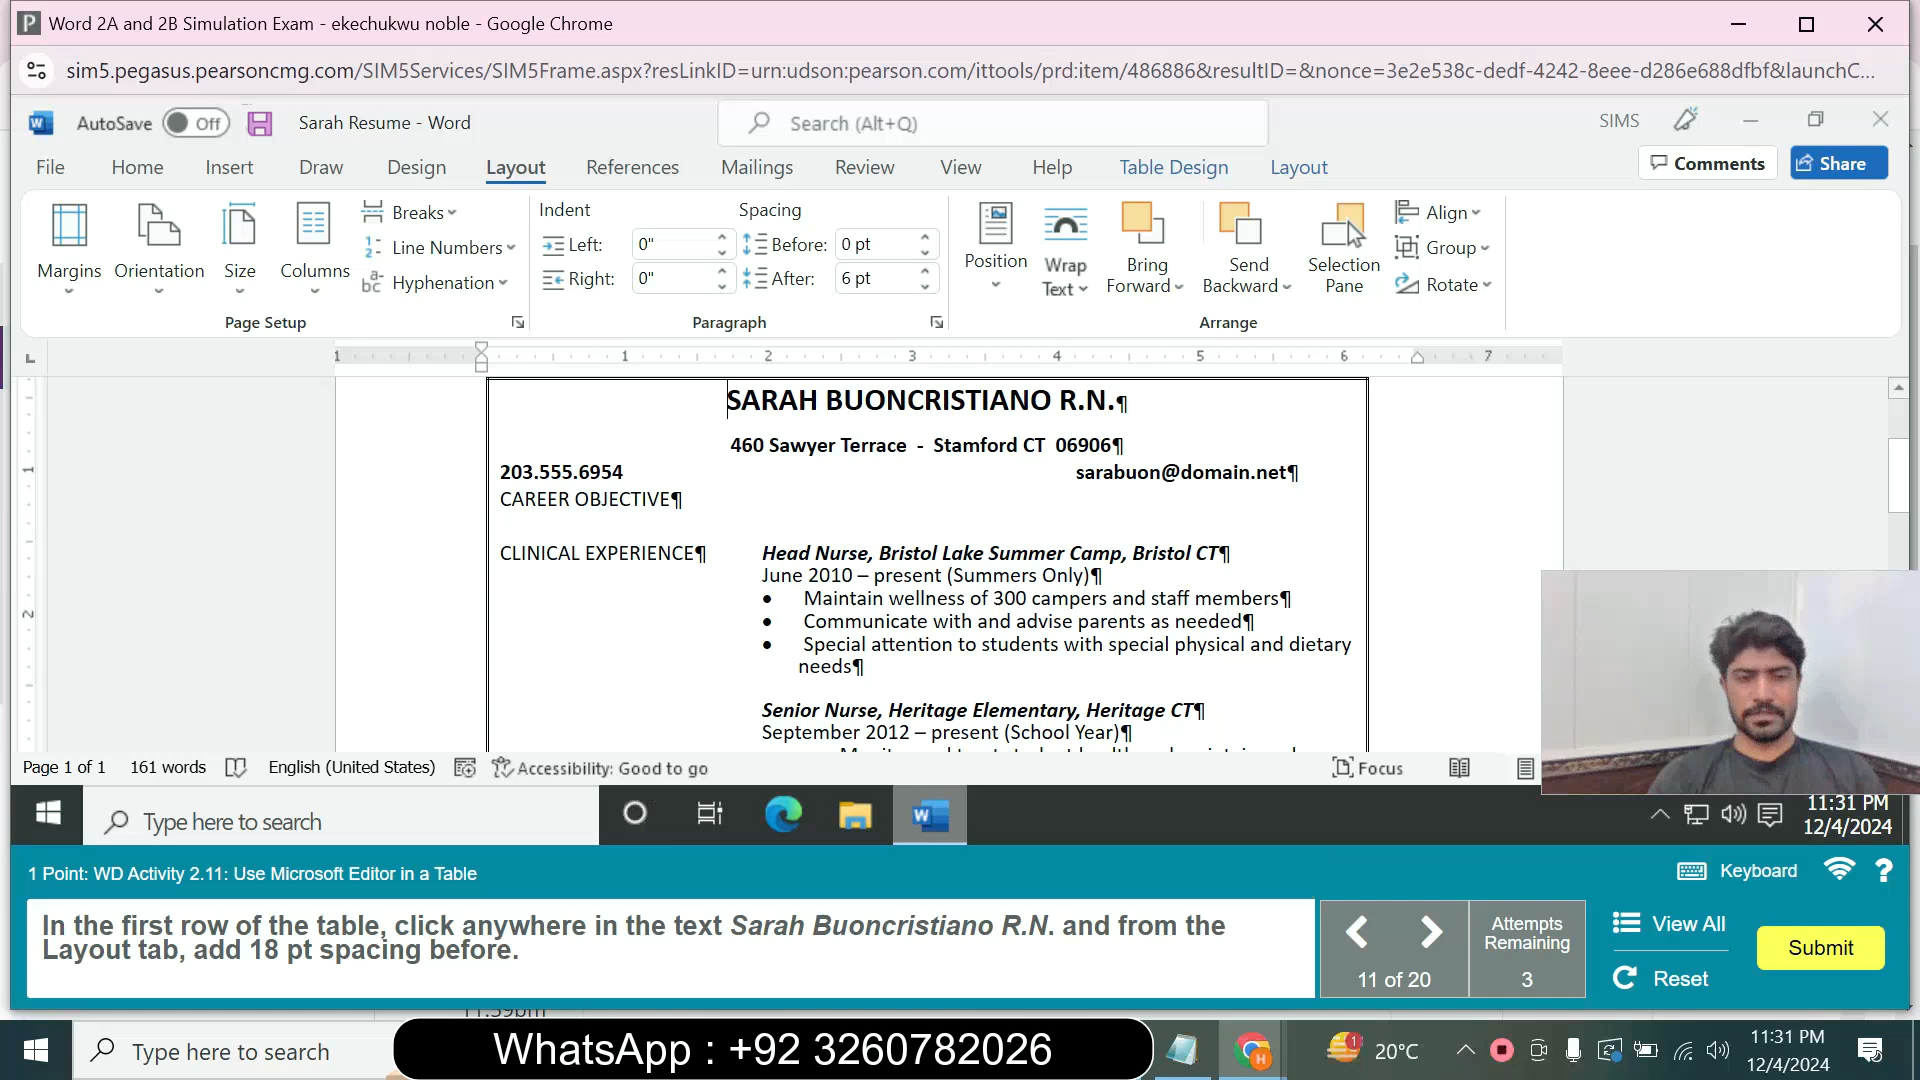 Word 2A and 2B Simulation Exam - ekechukwu noble - Google Chrome
sim5.pegasus.pearsoncmg.com/SIM5Services/SIM5Frame.aspx?resLinkID=urn:udson:pearson.com/ittools/prd:item/486886&resultID=&nonce=3e2e538c-dedf-4242-8eee-d286e688dfbf&launchC...
AutoSave Off Sarah Resume - Word Search (Alt+Q) SIMS
File Home Insert Draw Design Layout References Mailings Review View Help Table Design Layout Comments Share
Margins Orientation Size Columns Breaks Line Numbers Hyphenation
Page Setup
Indent Spacing
Left: 0" Before: 0 pt
Right: 0" After: 6 pt
Paragraph
Position Wrap Text Bring Forward Send Backward Selection Pane Align Group Rotate
Arrange
1 1 2 3 4 5 6 7
1
2
SARAH BUONCRISTIANO R.N.¶
460 Sawyer Terrace - Stamford CT 06906¶
203.555.6954 sarabuon@domain.net¶
CAREER OBJECTIVE¶
CLINICAL EXPERIENCE¶ Head Nurse, Bristol Lake Summer Camp, Bristol CT¶
June 2010 – present (Summers Only)¶
• Maintain wellness of 300 campers and staff members¶
• Communicate with and advise parents as needed¶
• Special attention to students with special physical and dietary
needs¶
Senior Nurse, Heritage Elementary, Heritage CT¶
September 2012 – present (School Year)¶
Page 1 of 1 161 words English (United States) Accessibility: Good to go Focus
Type here to search
11:31 PM
12/4/2024
1 Point: WD Activity 2.11: Use Microsoft Editor in a Table
Keyboard ?
In the first row of the table, click anywhere in the text Sarah Buoncristiano R.N. and from the
Layout tab, add 18 pt spacing before.
11 of 20
Attempts
Remaining
3
View All
Reset
Submit
WhatsApp : +92 3260782026
Type here to search
1 20°C
11:31 PM
12/4/2024